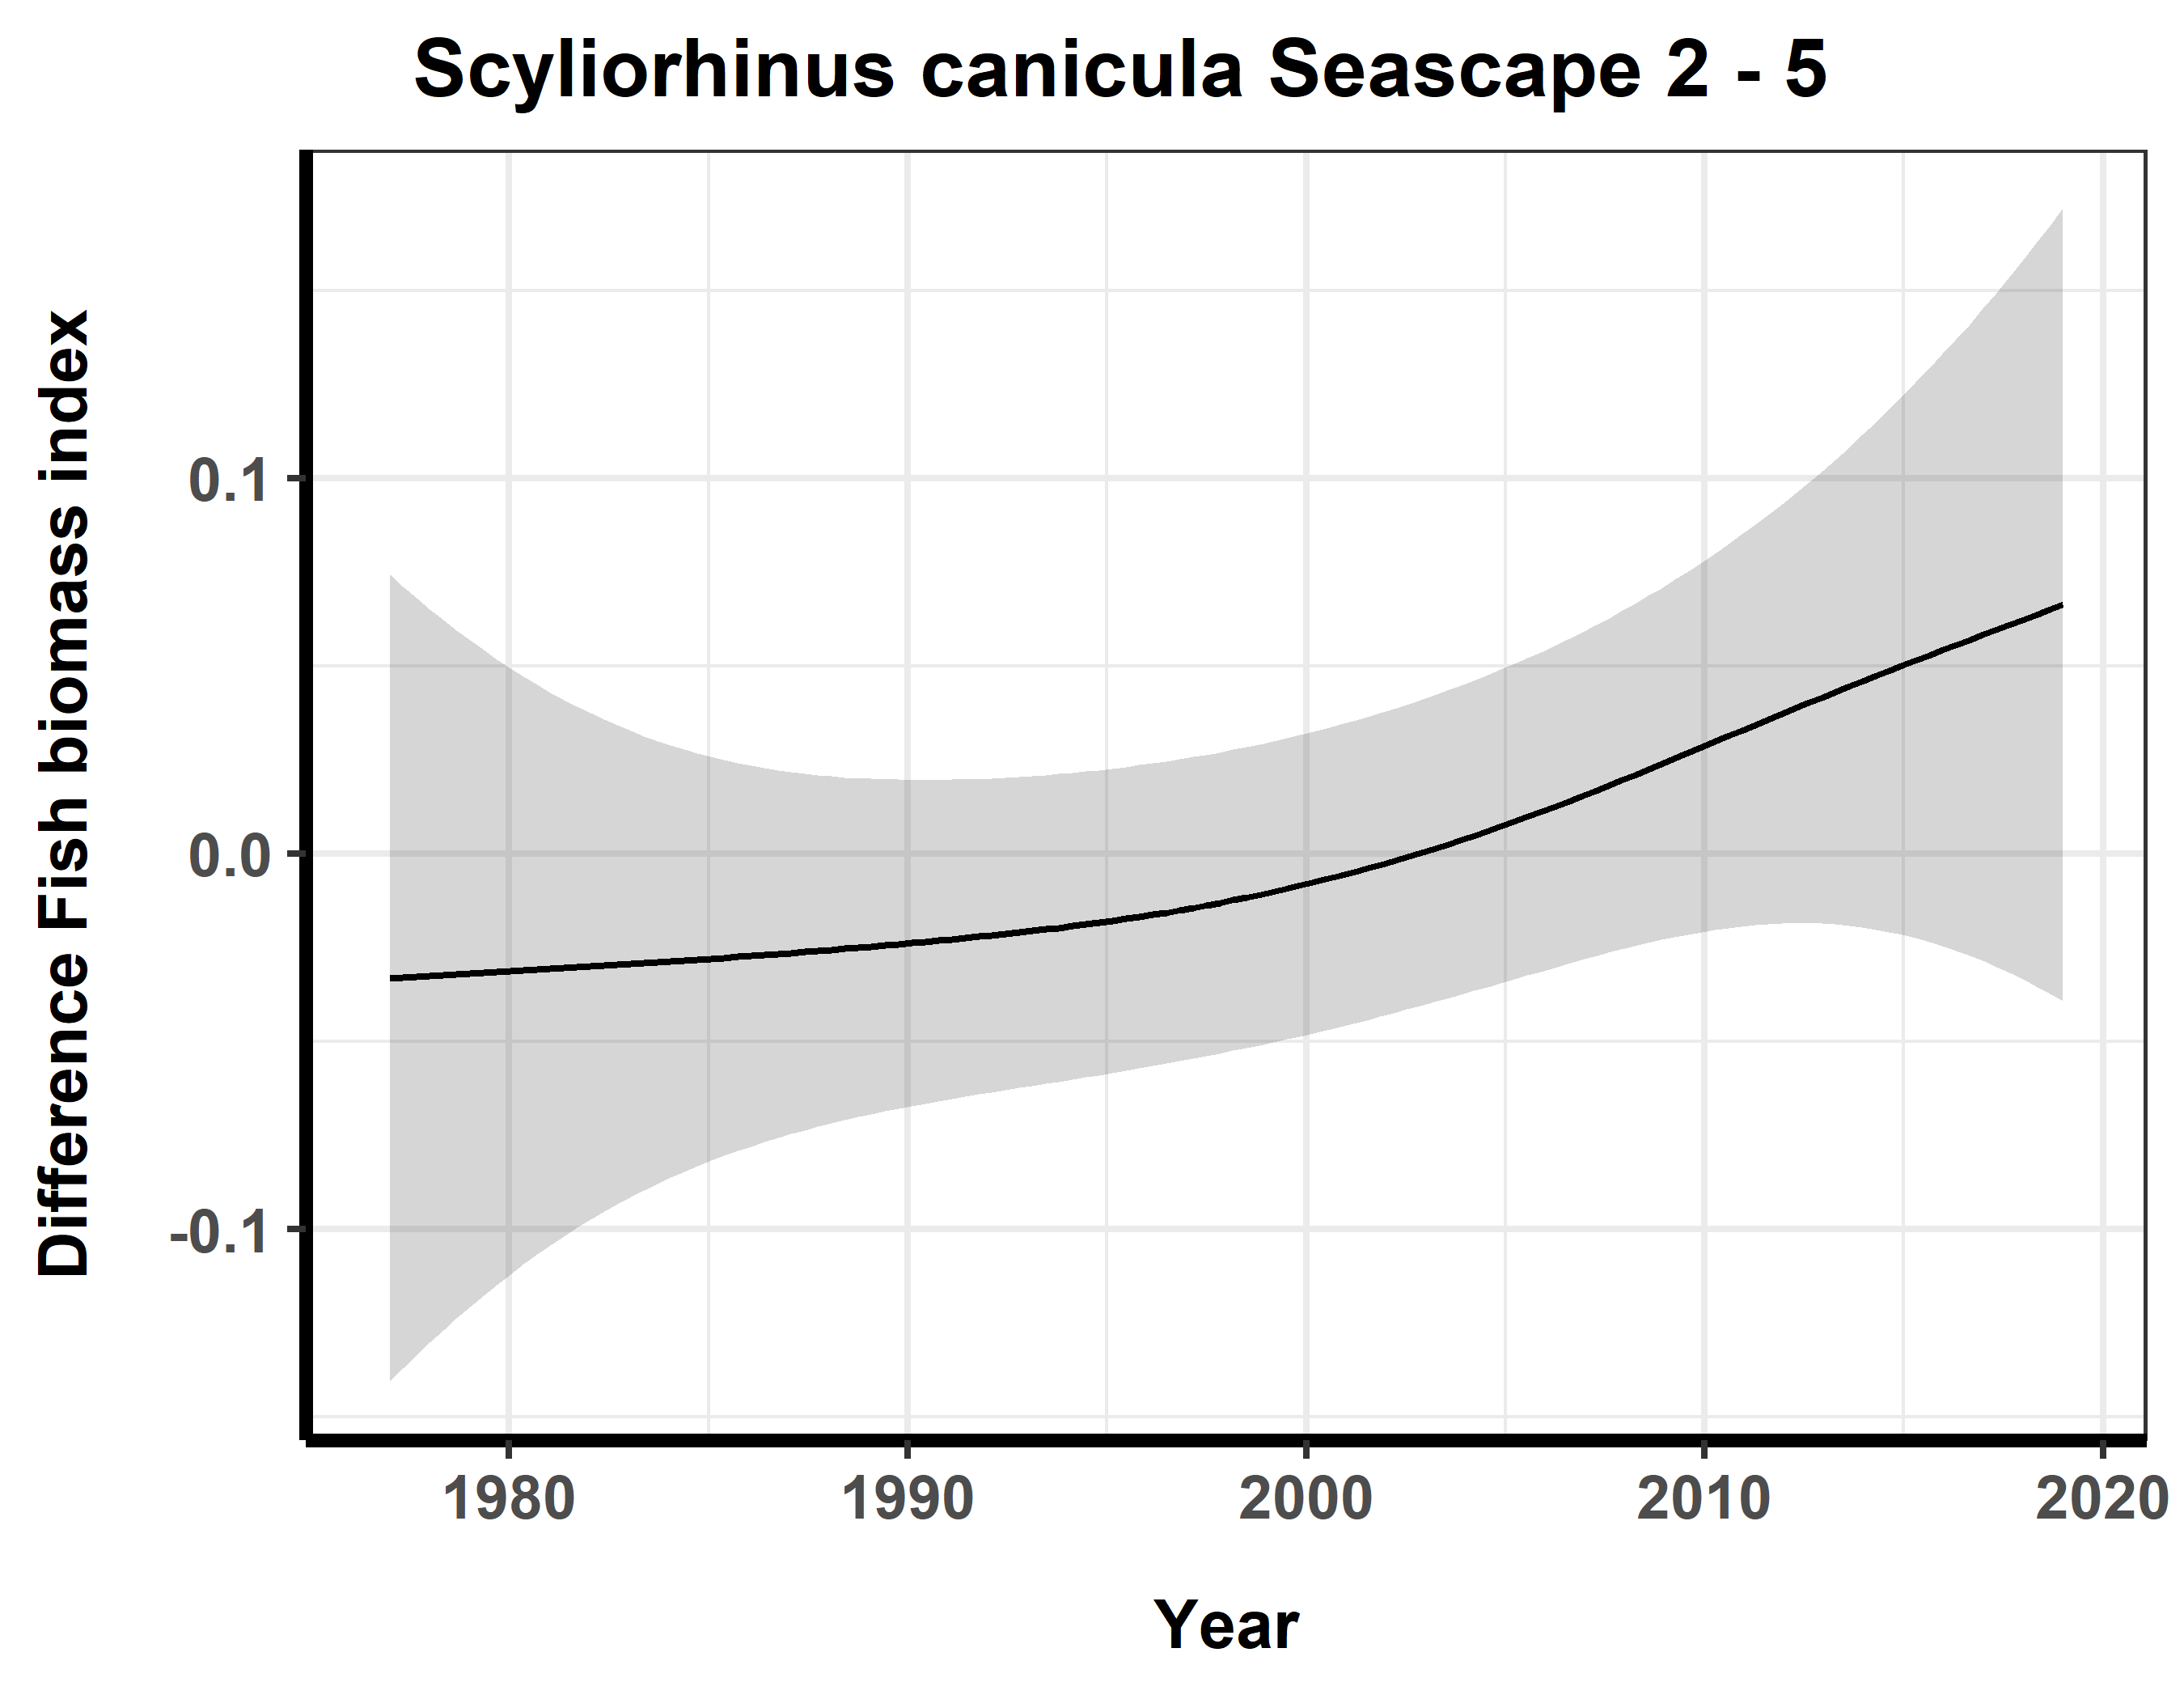 Scyliorhinus canicula Seascape 2 - 5
Difference Fish biomass index
0.1
0.0
-0.1
1980 1990 2000 2010 2020
Year